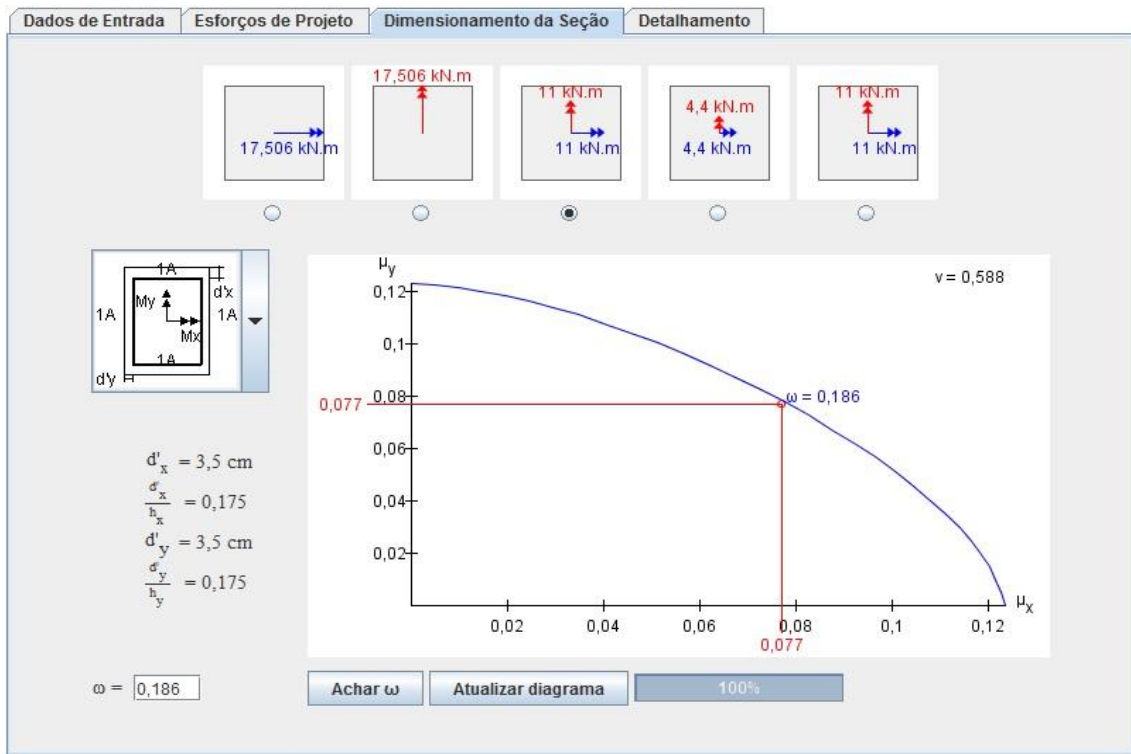 Dados de Entrada Esforços de Projeto Dimensionamento da Seção Detalhamento
17,506 kN.m
17,506 kN.m
11 kN.m
11 kN.m
4,4 kN.m
4,4 kN.m
11 kN.m
11 kN.m
1A
d'x
My
1A
1A
Mx
1A
d'y
μy
ν = 0,588
0,12
0,1
0,08
0,077
ω = 0,186
0,06
0,04
0,02
μx
0,02 0,04 0,06 0,08 0,1 0,12
0,077
d'x = 3,5 cm
d'x
hx
= 0,175
d'y = 3,5 cm
d'y
hy
= 0,175
ω = 0,186
Achar ω Atualizar diagrama 100%